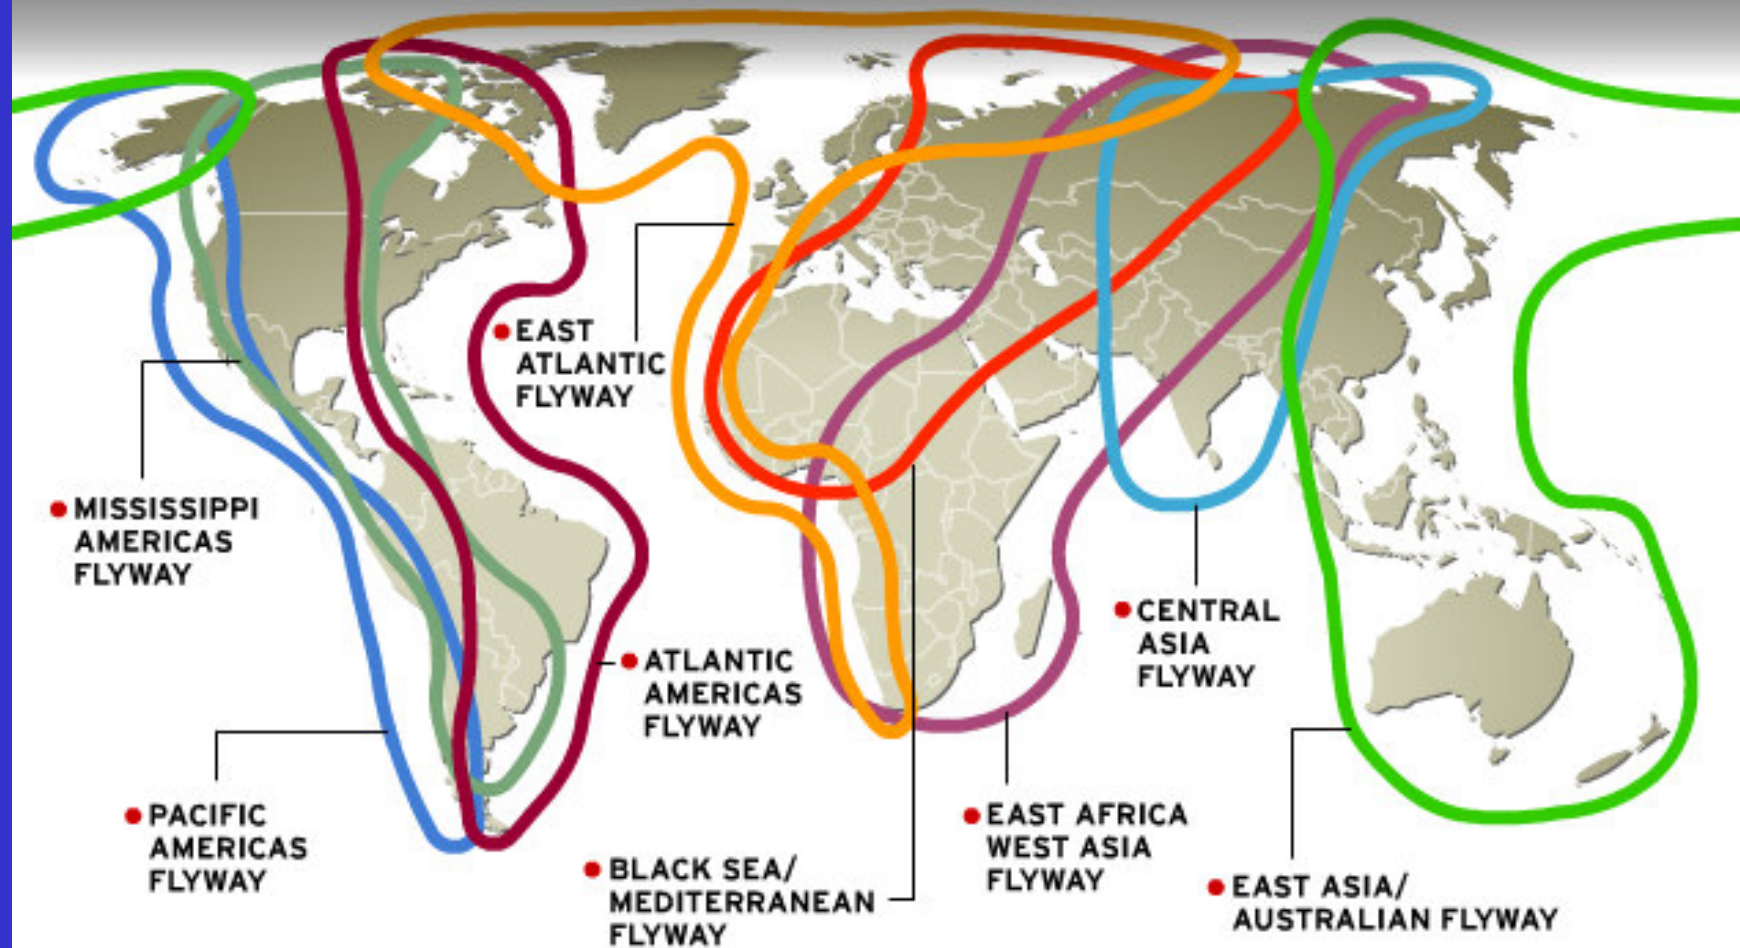 EAST
ATLANTIC
FLYWAY
MISSISSIPPI
AMERICAS
FLYWAY
CENTRAL
ASIA
FLYWAY
ATLANTIC
AMERICAS
FLYWAY
PACIFIC
AMERICAS
FLYWAY
EAST AFRICA
WEST ASIA
FLYWAY
BLACK SEA/
MEDITERRANEAN
FLYWAY
EAST ASIA/
AUSTRALIAN FLYWAY